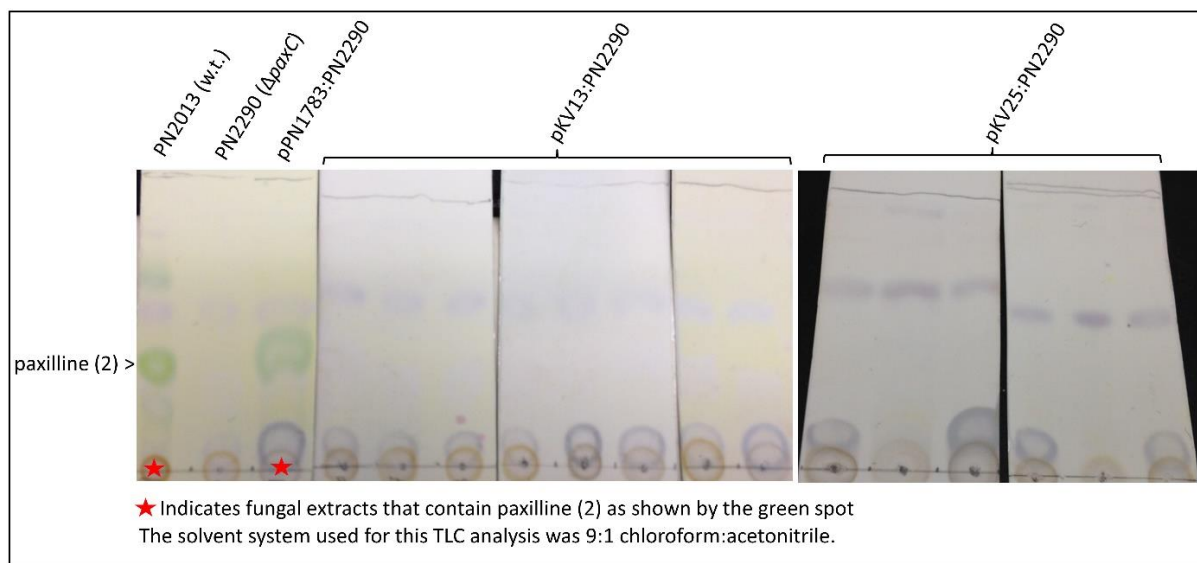 PN2013 (w.t.)
PN2290 (ΔpaxC)
pPN1783:PN2290
pKV13:PN2290
pKV25:PN2290
paxilline (2) >
Indicates fungal extracts that contain paxilline (2) as shown by the green spot
The solvent system used for this TLC analysis was 9:1 chloroform:acetonitrile.